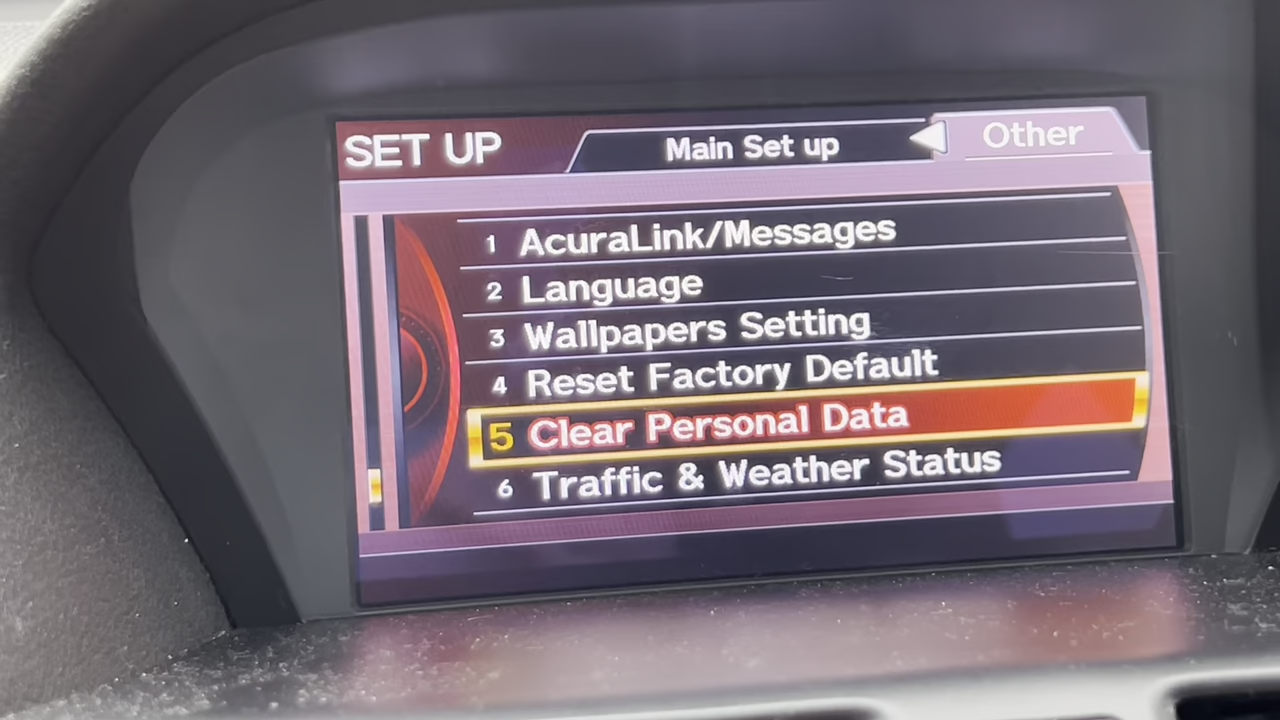 SET UP
Main Set up
Other
1 AcuraLink/Messages
2 Language
3 Wallpapers Setting
4 Reset Factory Default
5 Clear Personal Data
6 Traffic & Weather Status